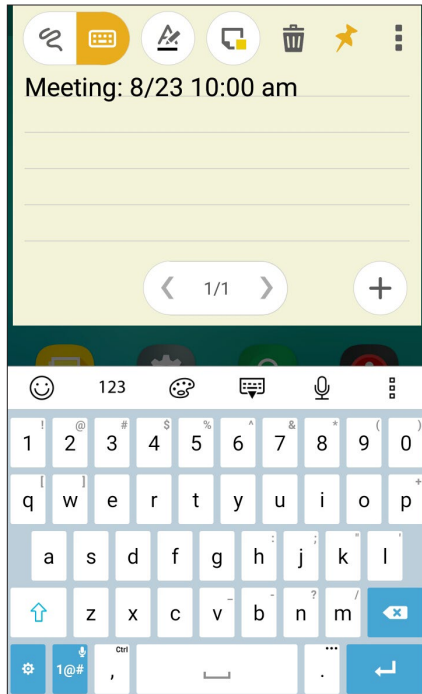 Meeting: 8/23 10:00 am
1/1
123
! @ # $ % ^ & * ( )
1 2 3 4 5 6 7 8 9 0
[ ] +
q w e r t y u i o p
: ; " '
a s d f g h j k l
_ - ? /
z x c v b n m
Ctrl
1@# , .